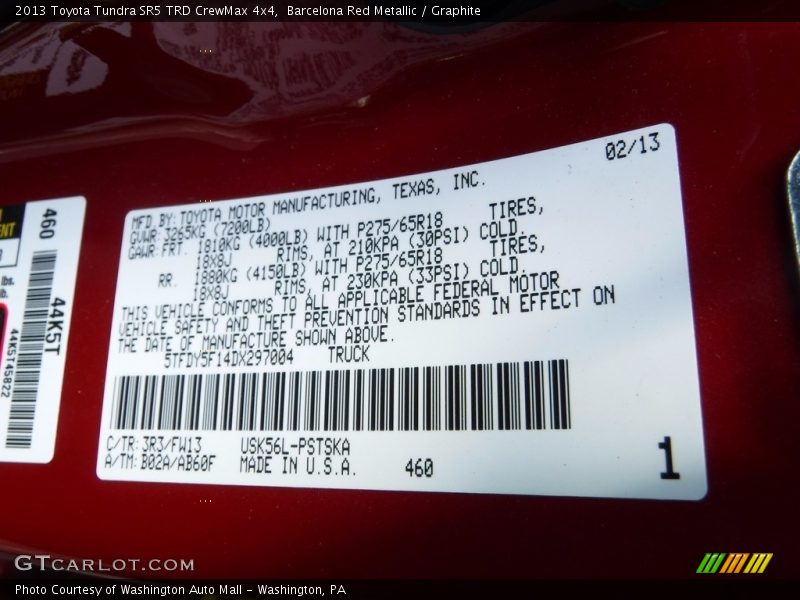 2013 Toyota Tundra SR5 TRD CrewMax 4x4, Barcelona Red Metallic / Graphite
02/13
MFD. BY: TOYOTA MOTOR MANUFACTURING, TEXAS, INC.
GVWR: 3265KG (7200LB)
GAWR: FRT. 1810KG (4000LB) WITH P275/65R18 TIRES,
18X8J RIMS, AT 210KPA (30PSI) COLD.
RR. 1880KG (4150LB) WITH P275/65R18 TIRES,
18X8J RIMS, AT 230KPA (33PSI) COLD.
THIS VEHICLE CONFORMS TO ALL APPLICABLE FEDERAL MOTOR
VEHICLE SAFETY AND THEFT PREVENTION STANDARDS IN EFFECT ON
THE DATE OF MANUFACTURE SHOWN ABOVE.
5TFDY5F14DX297004 TRUCK
C/TR: 3R3/FW13 USK56L-PSTSKA
A/TM: B02A/AB60F MADE IN U.S.A. 460
1
460
44K5T
44K5T45822
lbs.
GTCARLOT.COM
Photo Courtesy of Washington Auto Mall - Washington, PA